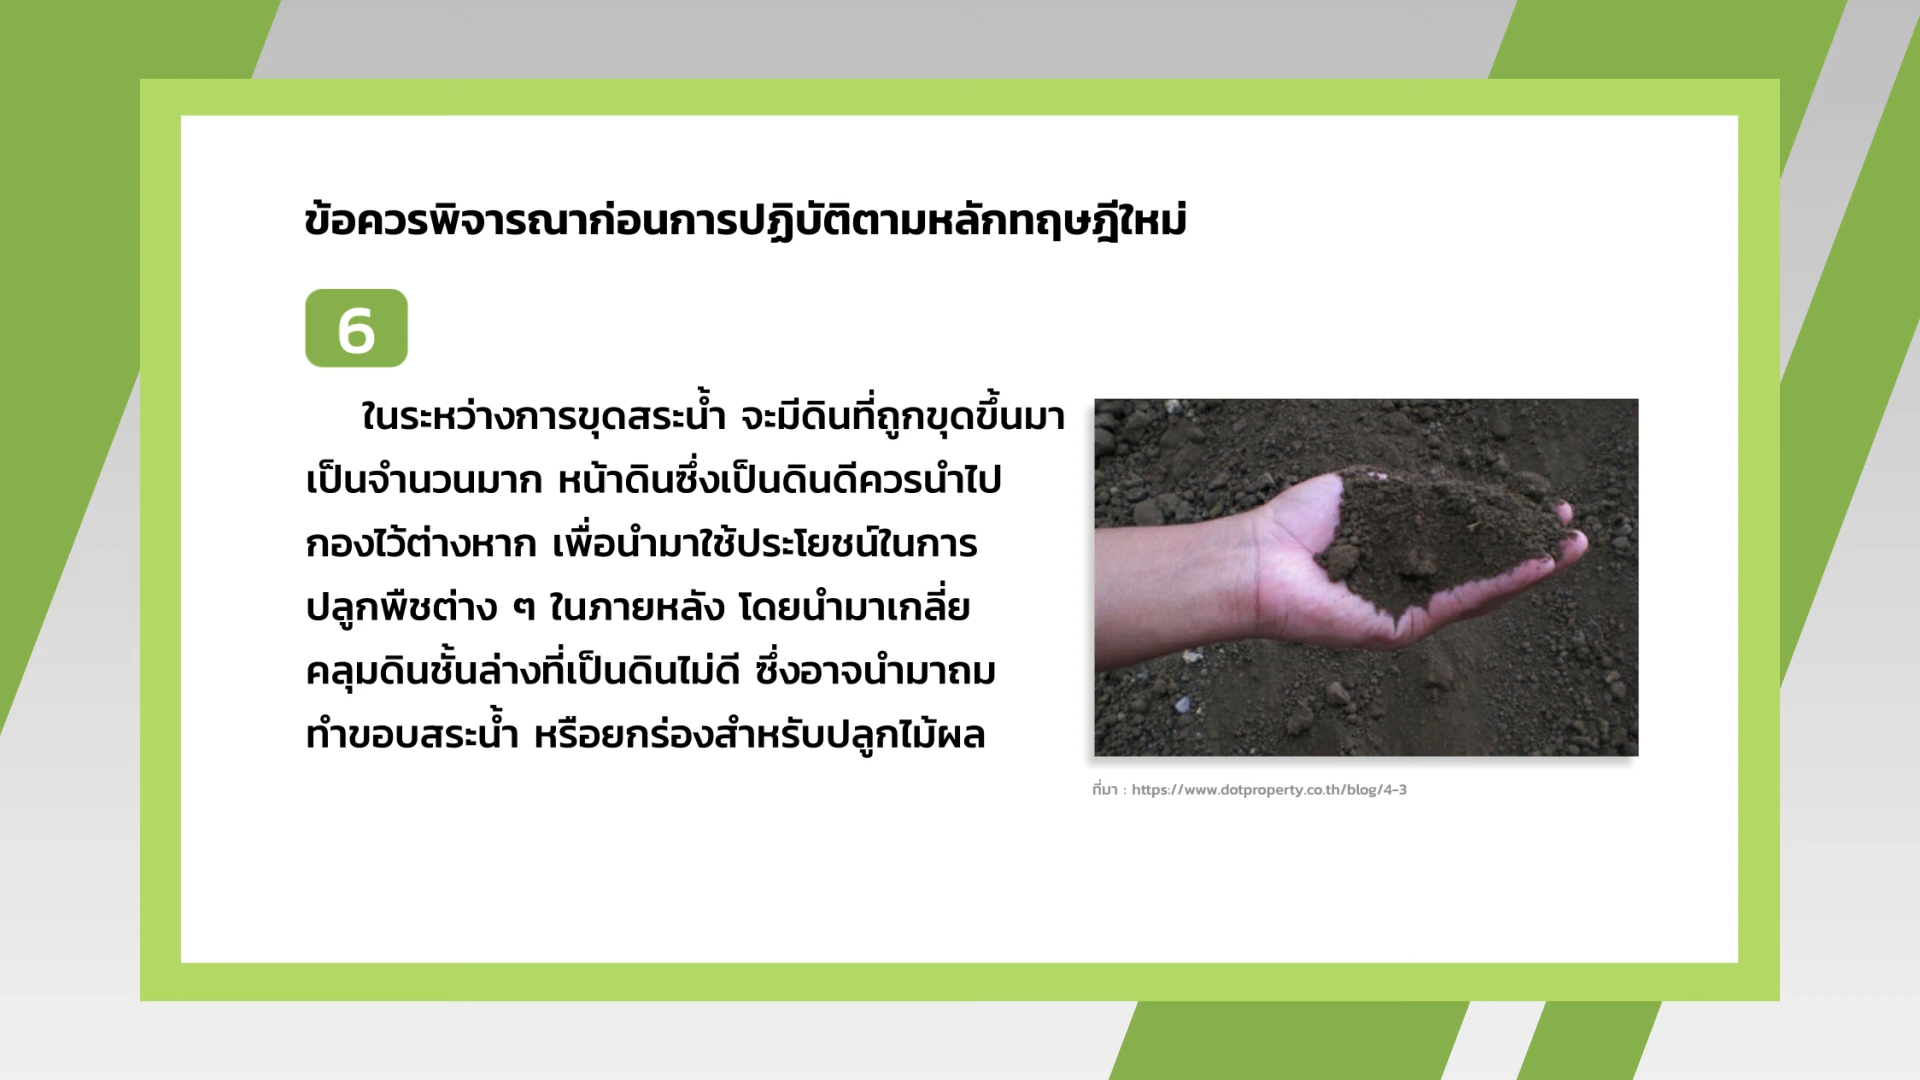 ข้อควรพิจารณาก่อนการปฏิบัติตามหลักทฤษฎีใหม่
6
ในระหว่างการขุดสระน้ำ จะมีดินที่ถูกขุดขึ้นมา
เป็นจำนวนมาก หน้าดินซึ่งเป็นดินดีควรนำไป
กองไว้ต่างหาก เพื่อนำมาใช้ประโยชน์ในการ
ปลูกพืชต่าง ๆ ในภายหลัง โดยนำมาเกลี่ย
คลุมดินชั้นล่างที่เป็นดินไม่ดี ซึ่งอาจนำมาถม
ทำขอบสระน้ำ หรือยกร่องสำหรับปลูกไม้ผล
ที่มา : https://www.dotproperty.co.th/blog/4-3